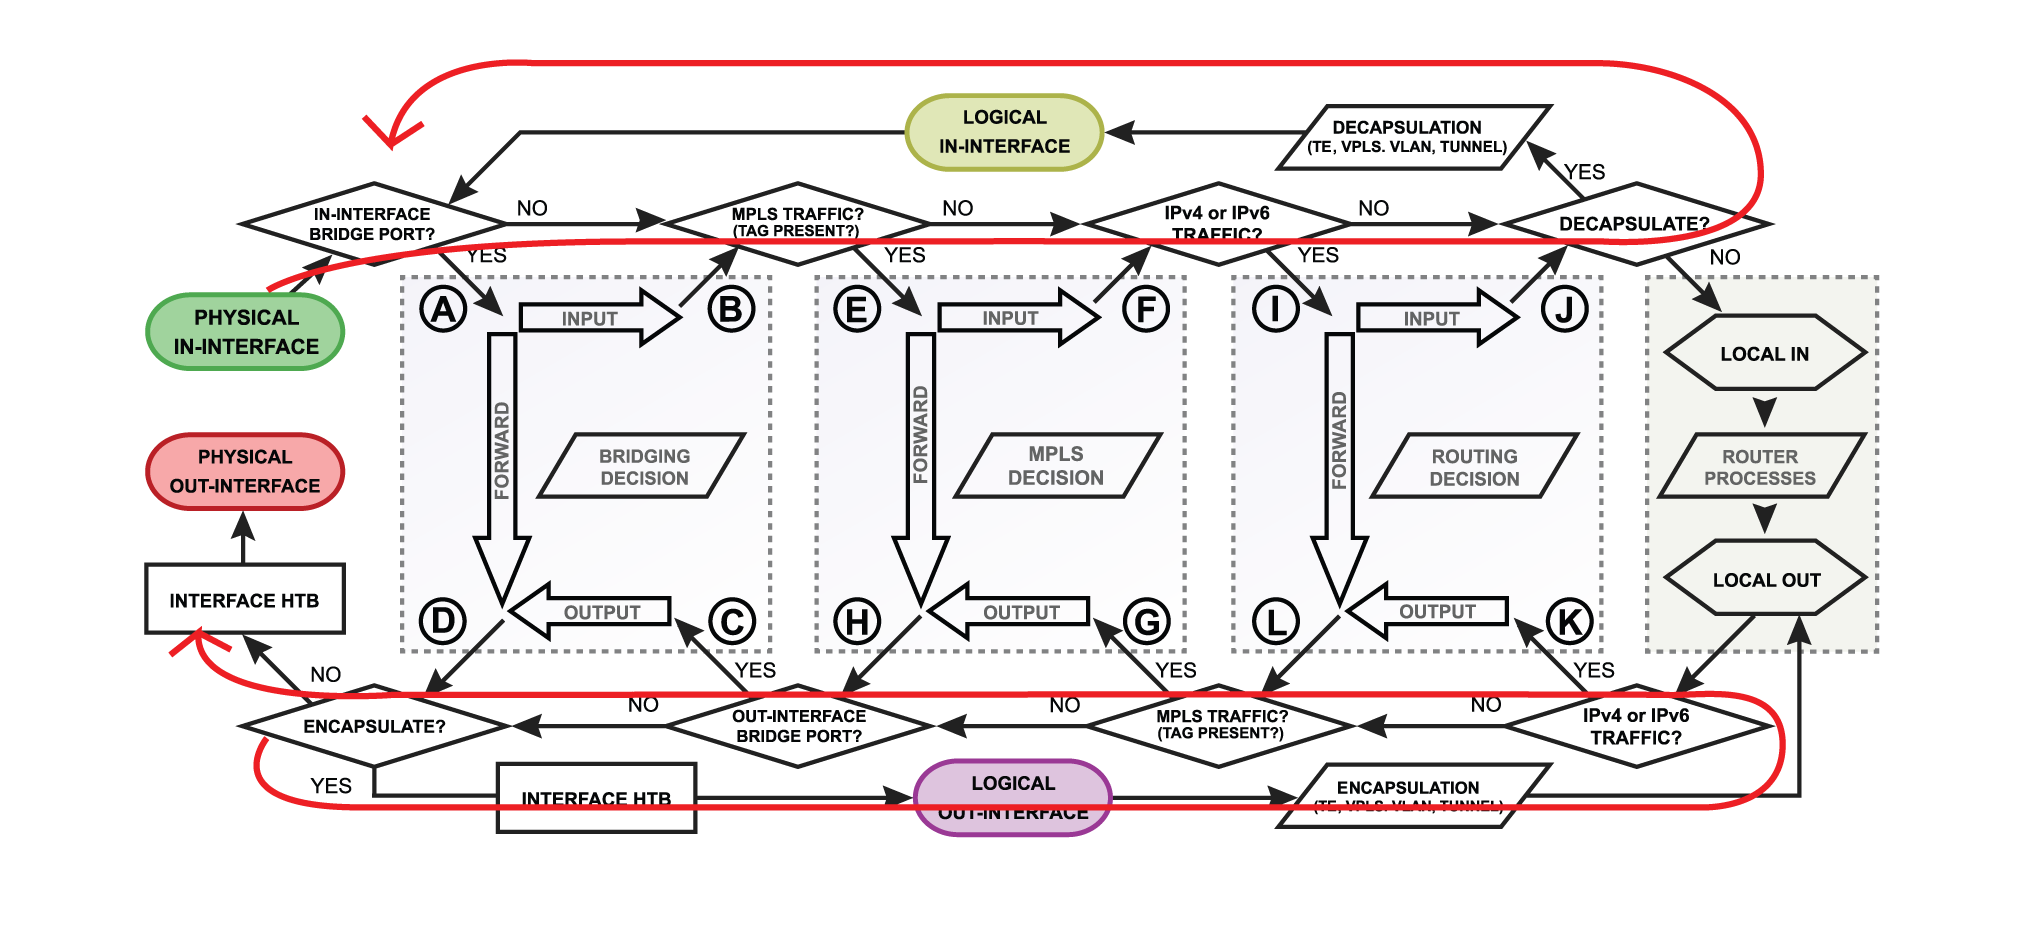 LOGICAL
IN-INTERFACE
DECAPSULATION
(TE, VPLS. VLAN, TUNNEL)
YES
IN-INTERFACE
BRIDGE PORT?
NO
MPLS TRAFFIC?
(TAG PRESENT?)
NO
IPv4 or IPv6
TRAFFIC?
NO
DECAPSULATE?
YES
YES
YES
NO
PHYSICAL
IN-INTERFACE
A
INPUT
B
E
INPUT
F
I
INPUT
J
LOCAL IN
FORWARD
FORWARD
FORWARD
PHYSICAL
OUT-INTERFACE
BRIDGING
DECISION
MPLS
DECISION
ROUTING
DECISION
ROUTER
PROCESSES
INTERFACE HTB
D
OUTPUT
C
H
OUTPUT
G
L
OUTPUT
K
LOCAL OUT
NO
YES
YES
YES
ENCAPSULATE?
NO
OUT-INTERFACE
BRIDGE PORT?
NO
MPLS TRAFFIC?
(TAG PRESENT?)
NO
IPv4 or IPv6
TRAFFIC?
YES
INTERFACE HTB
LOGICAL
OUT-INTERFACE
ENCAPSULATION
(TE, VPLS. VLAN, TUNNEL)